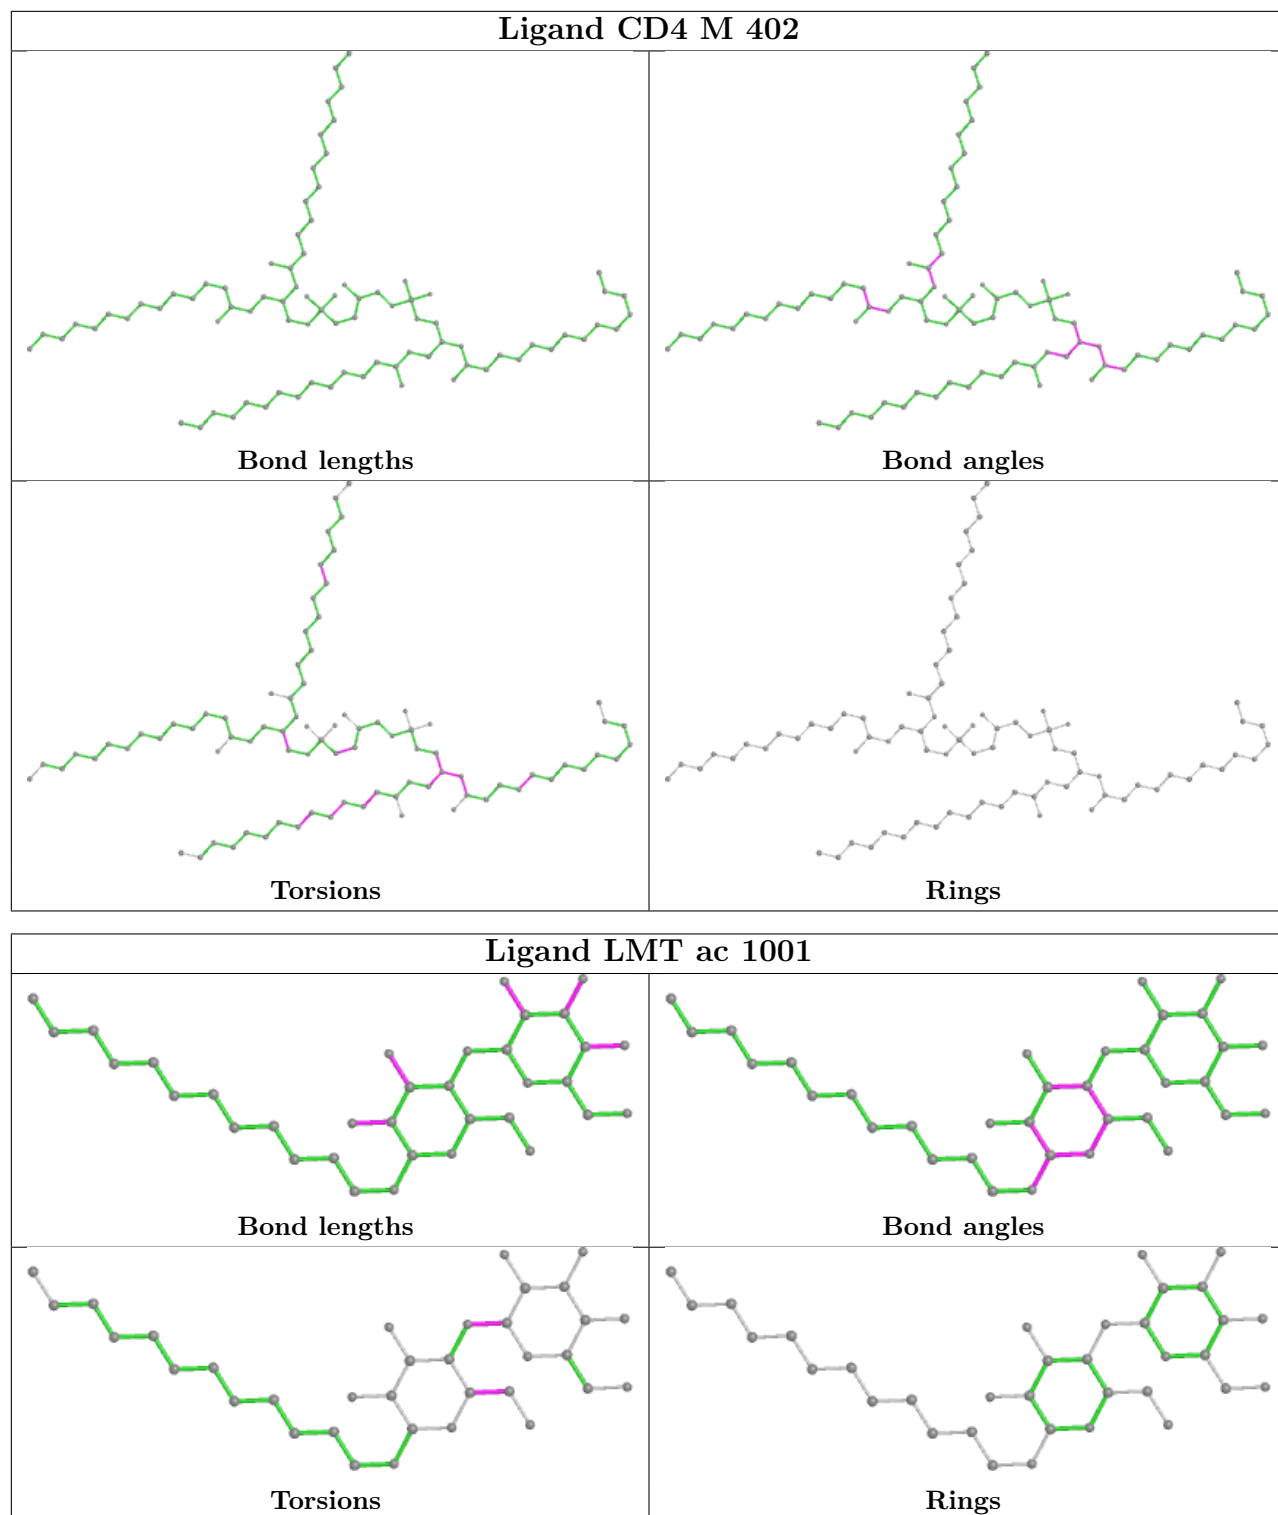 Ligand CD4 M 402
Bond lengths
Bond angles
Torsions
Rings
Ligand LMT ac 1001
Bond lengths
Bond angles
Torsions
Rings